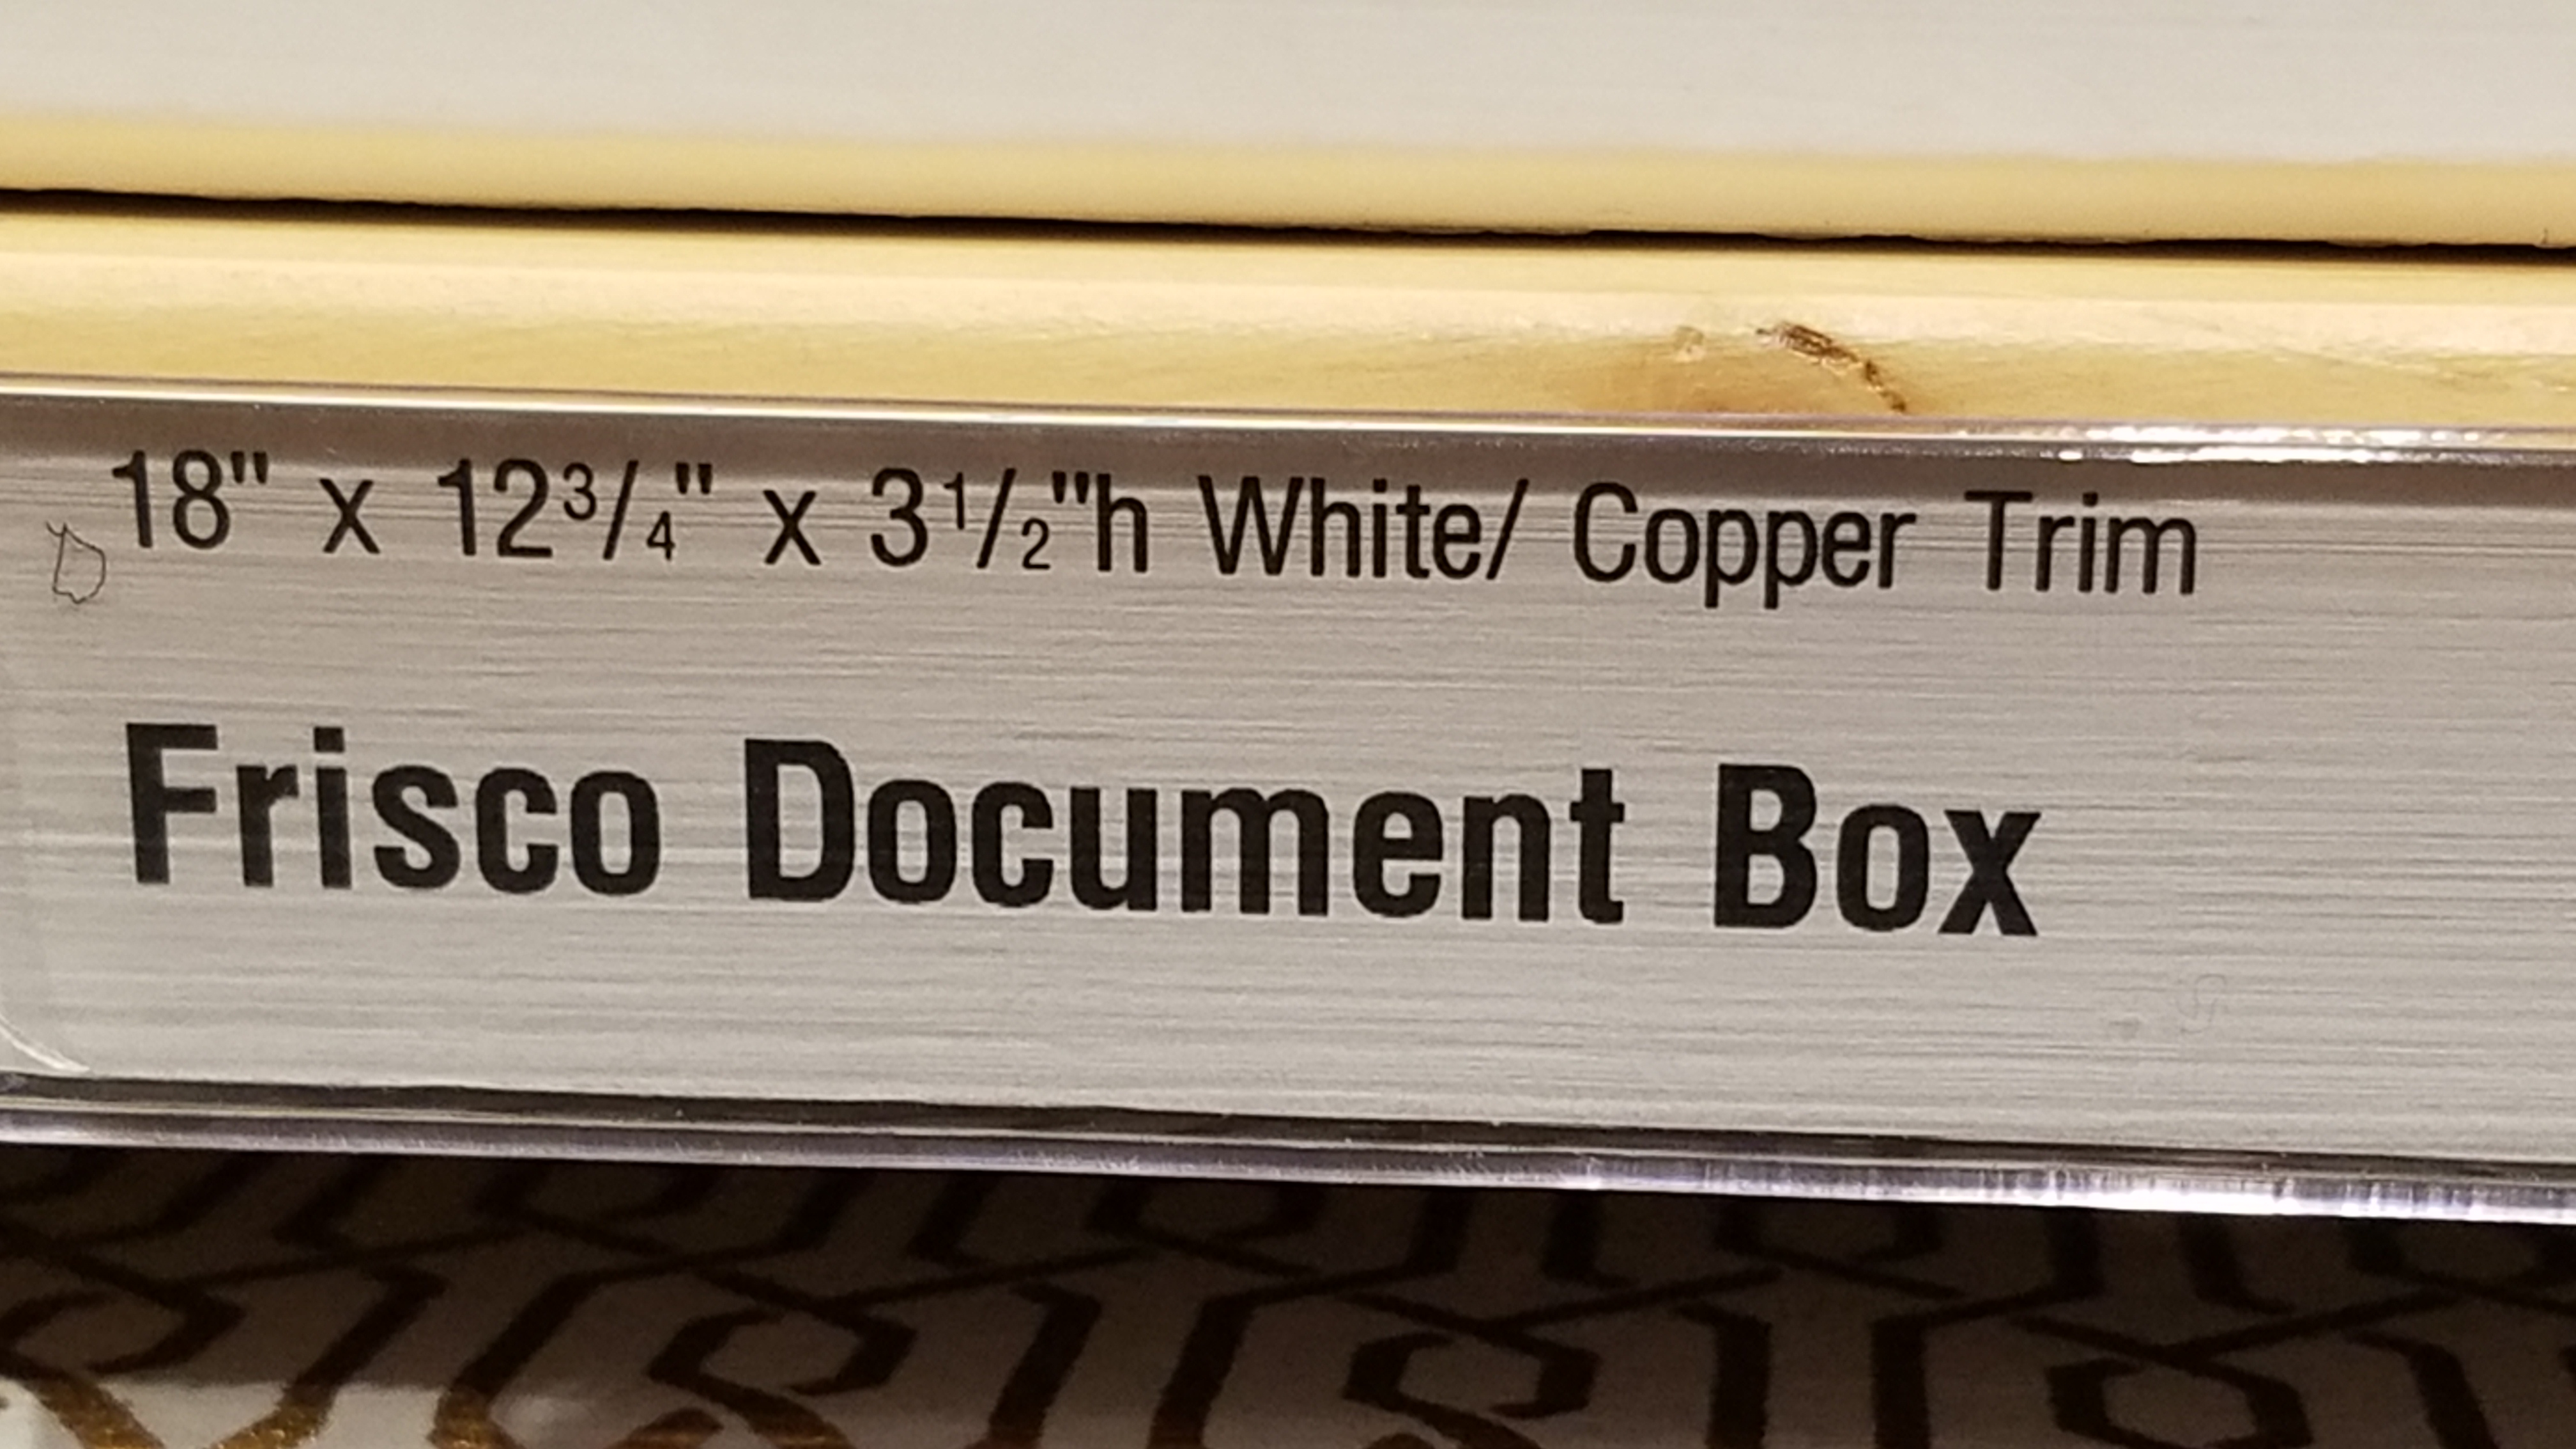 18" x 12³/₄" x 3¹/₂"h White/ Copper Trim
Frisco Document Box